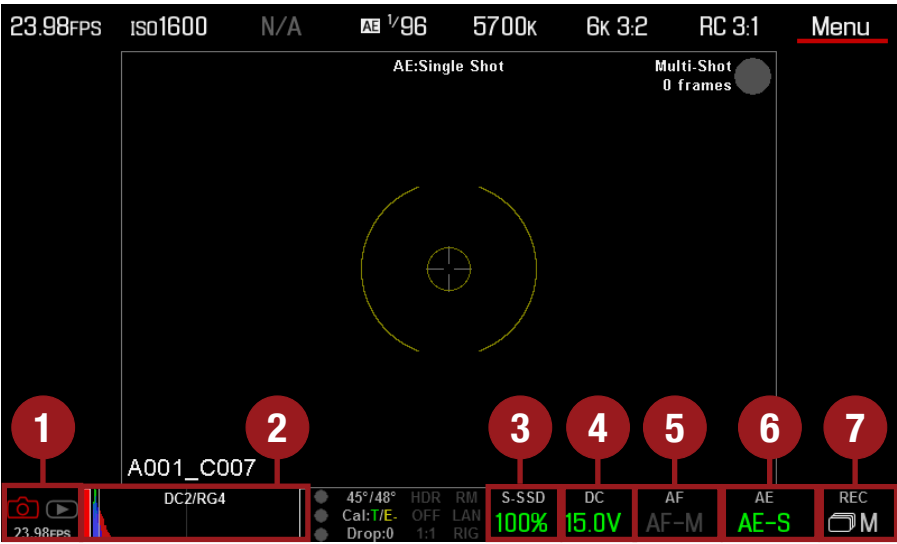 23.98FPS ISO1600 N/A AE 1/96 5700K 6K 3:2 RC 3:1 Menu
AE:Single Shot
Multi-Shot
0 frames
1 2 3 4 5 6 7
A001_C007
23.98FPS
DC2/RG4
45°/48° HDR RM
Cal:T/E- OFF LAN
Drop:0 1:1 RIG
S-SSD
100%
DC
15.0V
AF
AF-M
AE
AE-S
REC
M